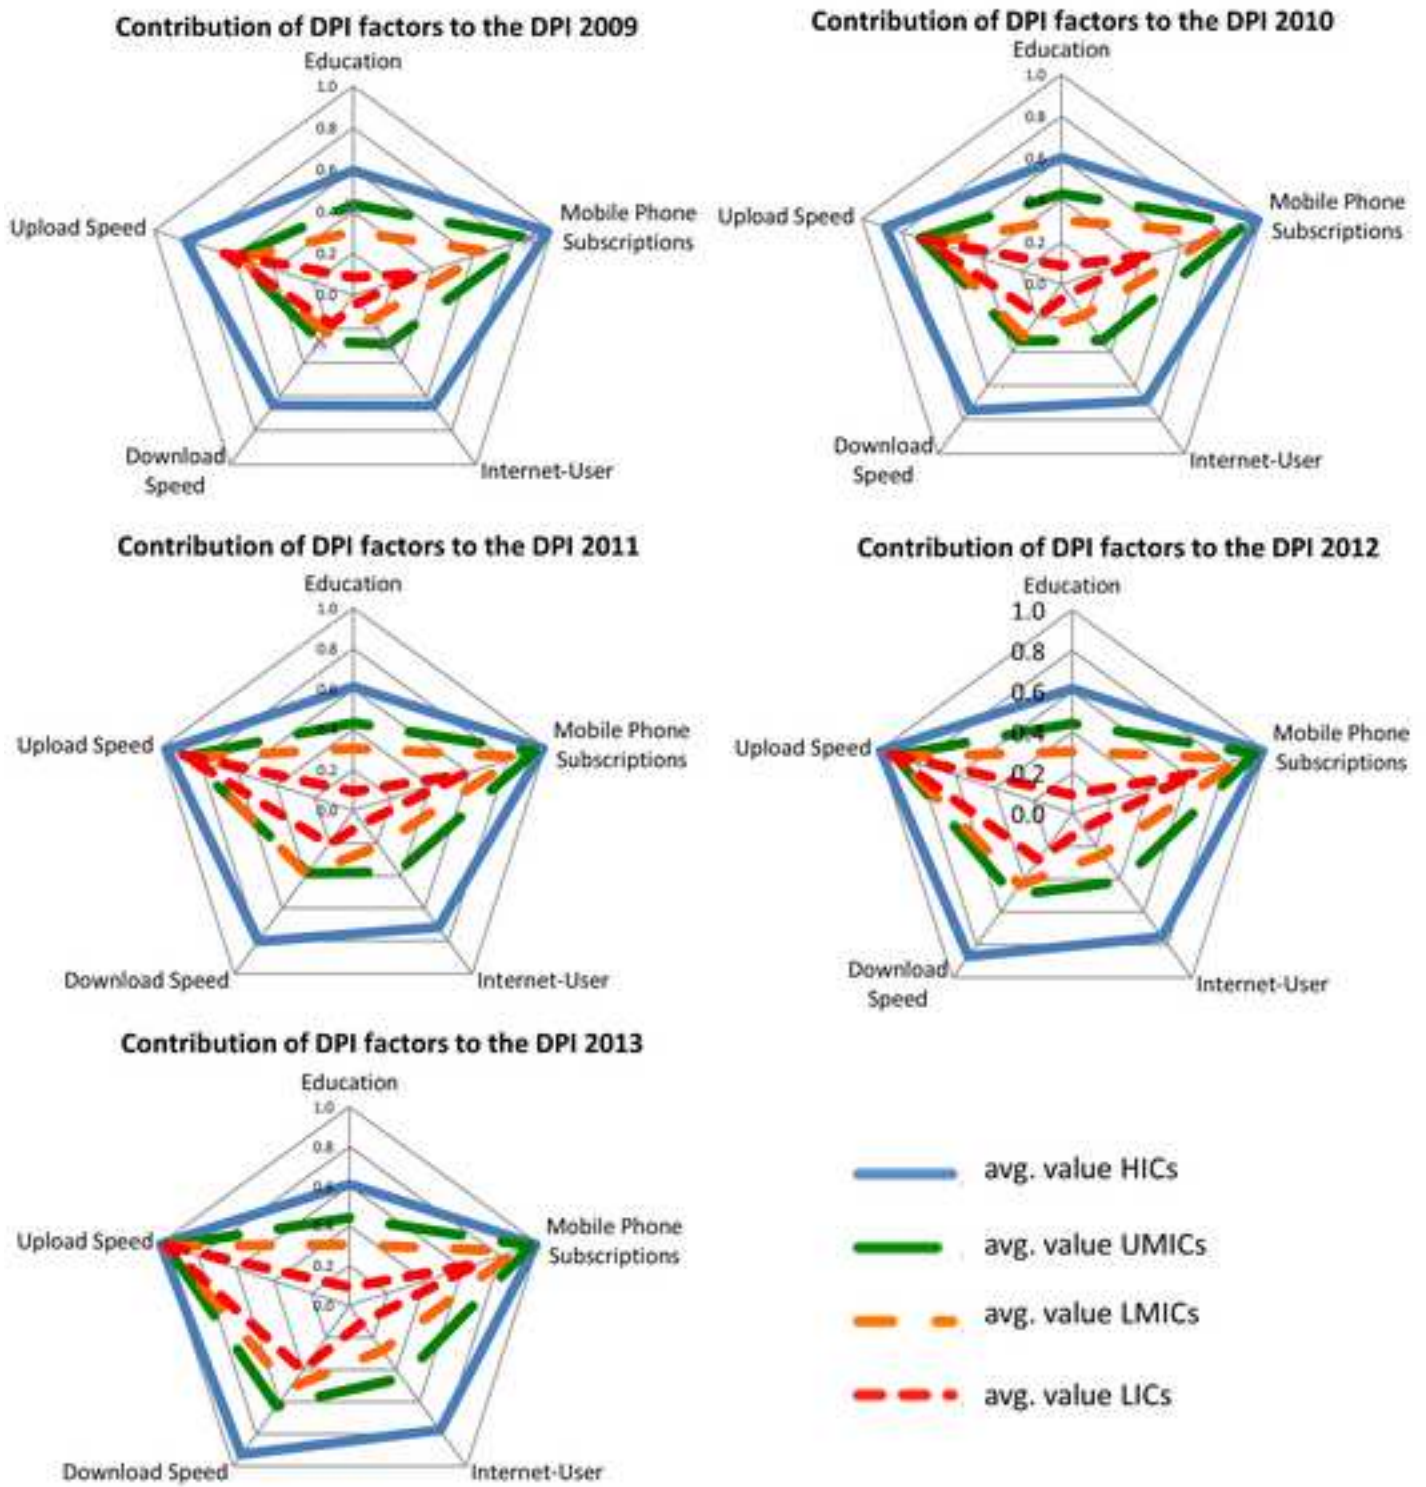 Contribution of DPI factors to the DPI 2009
Education
1.0
0.8
0.6
0.4
0.2
0.0
Mobile Phone
Subscriptions
Internet-User
Download
Speed
Upload Speed
Contribution of DPI factors to the DPI 2010
Education
1.0
0.8
0.6
0.2
0.0
Mobile Phone
Subscriptions
Internet-User
Download
Speed
Upload Speed
Contribution of DPI factors to the DPI 2011
Education
1.0
0.8
0.6
0.4
0.2
0.0
Mobile Phone
Subscriptions
Internet-User
Download Speed
Upload Speed
Contribution of DPI factors to the DPI 2012
Education
1.0
0.8
0.6
0.4
0.2
0.0
Mobile Phone
Subscriptions
Internet-User
Download
Speed
Upload Speed
Contribution of DPI factors to the DPI 2013
Education
1.0
0.8
0.6
0.4
0.2
0.0
Mobile Phone
Subscriptions
Internet-User
Download Speed
Upload Speed
avg. value HICs
avg. value UMICs
avg. value LMICs
avg. value LICs